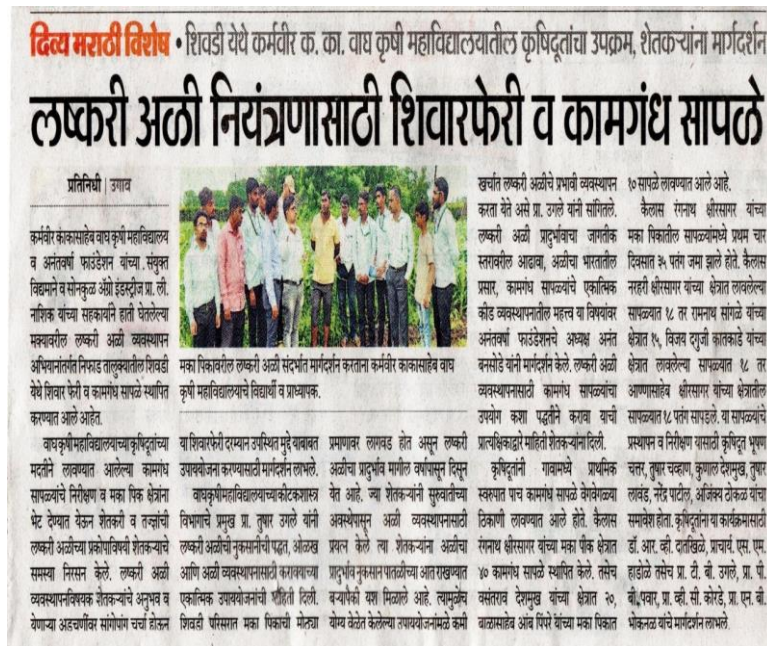 दिव्य मराठी विशेष • शिवडी येथे कर्मवीर क. का. वाघ कृषी महाविद्यालयातील कृषिदूतांचा उपक्रम, शेतकऱ्यांना मार्गदर्शन
लष्करी अळी नियंत्रणासाठी शिवारफेरी व कामगंध सापळे
प्रतिनिधी | उगाव
कर्मवीर काकासाहेब वाघ कृषी महाविद्यालय
व अनंतवर्षा फाउंडेशन यांच्या संयुक्त
विद्यमाने व सोनकुळ अॅग्रो इंडस्ट्रीज प्रा. ली.
नाशिक यांच्या सहकार्याने हाती घेतलेल्या
मक्यावरील लष्करी अळी व्यवस्थापन
अभियानांतर्गत निफाड तालुक्यातील शिवडी
येथे शिवार फेरी व कामगंध सापळे स्थापित
करण्यात आले आहेत.
वाघ कृषी महाविद्यालयाच्या कृषिदूतांच्या
मदतीने लावण्यात आलेल्या कामगंध
सापळ्यांचे निरीक्षण व मका पिक क्षेत्रांना
भेट देण्यात येऊन शेतकरी व तज्ज्ञांची
लष्करी अळीच्या प्रकोपाविषयी शेतकऱ्याचे
समस्या निरसन केले. लष्करी अळी
व्यवस्थापनविषयक शेतकऱ्यांचे अनुभव व
येणाऱ्या अडचणींवर सांगोपांग चर्चा होऊन
मका पिकावरील लष्करी अळी संदर्भात मार्गदर्शन करताना कर्मवीर काकासाहेब वाघ
कृषी महाविद्यालयाचे विद्यार्थी व प्राध्यापक.
या शिवारफेरी दरम्यान उपस्थित मुद्दे याबाबत
उपाययोजना करण्यासाठी मार्गदर्शन लाभले.
वाघ कृषी महाविद्यालयाच्या कीटकशास्त्र
विभागाचे प्रमुख प्रा. तुषार उगले यांनी
लष्करी अळीचा नुकसानीची पद्धत, ओळख
आणि अळी व्यवस्थापनासाठी करावयाच्या
एकात्मिक उपाययोजनांची माहिती दिली.
शिवडी परिसरात मका पिकाची मोठ्या
प्रमाणावर लागवड होत असून लष्करी
अळीचा प्रादुर्भाव मागील वर्षापासून दिसून
येत आहे. ज्या शेतकऱ्यांनी सुरुवातीच्या
अवस्थेपासून अळी व्यवस्थापनासाठी
प्रयत्न केले त्या शेतकऱ्यांना अळीचा
प्रादुर्भाव नुकसान पातळीच्या आत राखण्यात
बऱ्यापैकी यश मिळाले आहे. त्यामुळेच
योग्य वेळेत केलेल्या उपाययोजनांमळे कमी
खर्चात लष्करी अळीचे प्रभावी व्यवस्थापन
करता येते असे प्रा. उगले यांनी सांगितले.
लष्करी अळी प्रादुर्भावाचा जागतीक
स्तरावरील आढावा, अळीचा भारतातील
प्रसार, कामगंध सापळ्यांचे एकात्मिक
कीड व्यवस्थापनातील महत्त्व या विषयांवर
अनंतवर्षा फाउंडेशनचे अध्यक्ष अनंत
बनसोडे यांनी मार्गदर्शन केले. लष्करी अळी
व्यवस्थापनासाठी कामगंध सापळ्यांचा
उपयोग कशा पद्धतीने करावा याची
प्रात्यक्षिकाद्वारे माहिती शेतकऱ्यांना दिली.
कृषिदूतांनी गावामध्ये प्राथमिक
स्वरुपात पाच कामगंध सापळे वेगवेगळ्या
ठिकाणी लावण्यात आले होते. कैलास
रंगनाथ क्षीरसागर यांच्या मका पीक क्षेत्रात
४० कामगंध सापळे स्थापित केले. तसेच
वसंतराव देशमुख यांच्या क्षेत्रात २०,
बाळासाहेब आंब पिंपरे यांच्या मका पिकात
१० सापळे लावण्यात आले आहे.
कैलास रंगनाथ क्षीरसागर यांच्या
मका पिकातील सापळ्यांमध्ये प्रथम चार
दिवसात ३५ पतंग जमा झाले होते. कैलास
नरहरी क्षीरसागर यांच्या क्षेत्रात लावलेल्या
सापळ्यात १८ तर रामनाथ सांगळे यांच्या
क्षेत्रात १५, विजय दगुजी कातकाडे यांच्या
क्षेत्रात लावलेल्या सापळ्यात १८ तर
आण्णासाहेब क्षीरसागर यांच्या क्षेत्रातील
सापळ्यात १८ पतंग सापडले. या सापळ्यांचे
प्रस्थापन व निरीक्षण यासाठी कृषिदूत भूषण
चत्तर, तुषार चव्हाण, कुणाल देशमुख, तुषार
लावंड, नरेंद्र पाटील, अजिंक्य ठोकळे यांचा
समावेश होता. कृषिदूतांना या कार्यक्रमासाठी
डॉ. आर. व्ही. दातखिळे, प्राचार्य. एस. एम.
हाडोळे तसेच प्रा. टी. बी. उगले, प्रा. पी.
बी. पवार, प्रा. व्ही. सी. कोरडे, प्रा. एन. बी.
भोकनळ यांचे मार्गदर्शन लाभले.